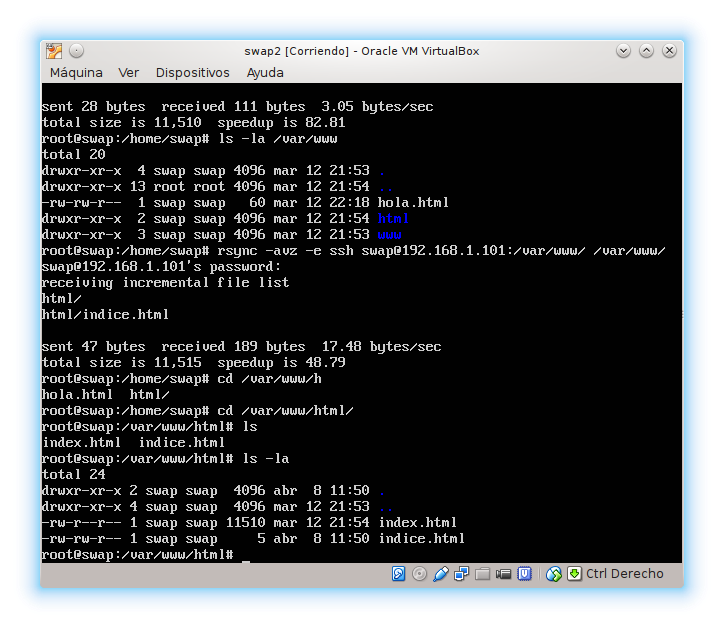 swap2 [Corriendo] - Oracle VM VirtualBox
Máquina Ver Dispositivos Ayuda
sent 28 bytes  received 111 bytes  3.05 bytes/sec
total size is 11,510  speedup is 82.81
root@swap:/home/swap# ls -la /var/www
total 20
drwxr-xr-x  4 swap swap 4096 mar 12 21:53 .
drwxr-xr-x 13 root root 4096 mar 12 21:54 ..
-rw-rw-r--  1 swap swap   60 mar 12 22:18 hola.html
drwxr-xr-x  2 swap swap 4096 mar 12 21:54 html
drwxr-xr-x  3 swap swap 4096 mar 12 21:53 www
root@swap:/home/swap# rsync -avz -e ssh swap@192.168.1.101:/var/www/ /var/www/
swap@192.168.1.101's password:
receiving incremental file list
html/
html/indice.html
sent 47 bytes  received 189 bytes  17.48 bytes/sec
total size is 11,515  speedup is 48.79
root@swap:/home/swap# cd /var/www/h
hola.html  html/
root@swap:/home/swap# cd /var/www/html/
root@swap:/var/www/html# ls
index.html  indice.html
root@swap:/var/www/html# ls -la
total 24
drwxr-xr-x 2 swap swap  4096 abr  8 11:50 .
drwxr-xr-x 4 swap swap  4096 mar 12 21:53 ..
-rw-r--r-- 1 swap swap 11510 mar 12 21:54 index.html
-rw-rw-r-- 1 swap swap     5 abr  8 11:50 indice.html
root@swap:/var/www/html# _
Ctrl Derecho